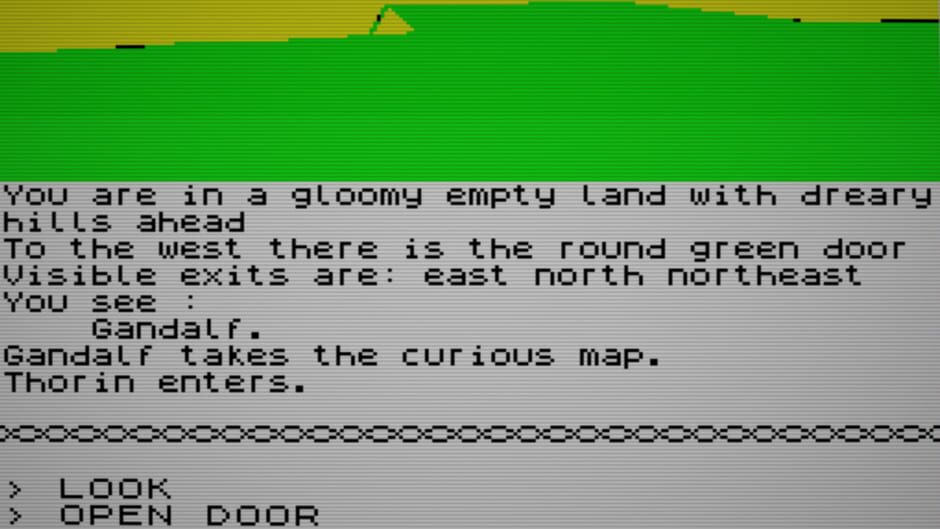 You are in a gloomy empty land with dreary
hills ahead
To the west there is the round green door
Visible exits are: east north northeast
You see :
Gandalf.
Gandalf takes the curious map.
Thorin enters.
> LOOK
> OPEN DOOR